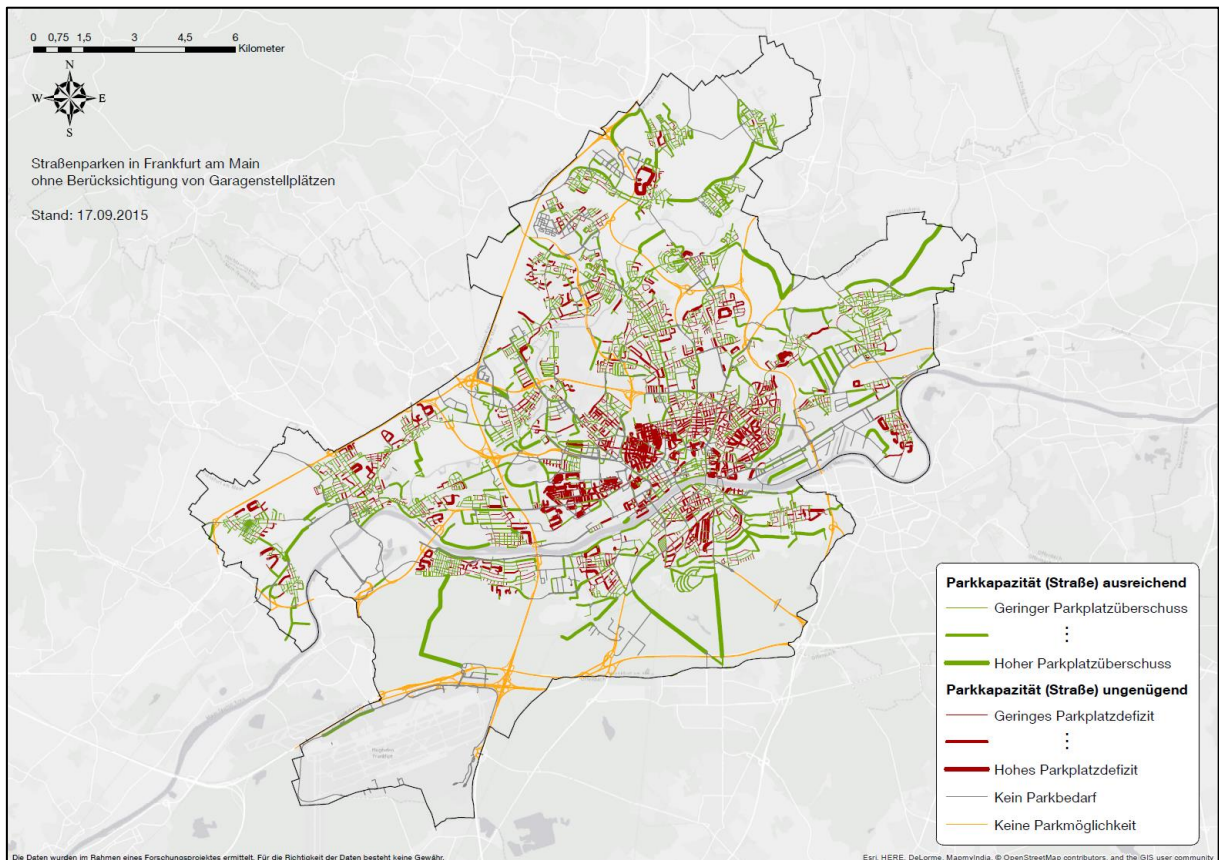 0 0,75 1,5 3 4,5 6
Kilometer
N
W E
S
Straßenparken in Frankfurt am Main
ohne Berücksichtigung von Garagenstellplätzen
Stand: 17.09.2015
Flughafen
Frankfurt
Parkkapazität (Straße) ausreichend
Geringer Parkplatzüberschuss
⋮
Hoher Parkplatzüberschuss
Parkkapazität (Straße) ungenügend
Geringes Parkplatzdefizit
⋮
Hohes Parkplatzdefizit
Kein Parkbedarf
Keine Parkmöglichkeit
Die Daten wurden im Rahmen eines Forschungsprojektes ermittelt. Für die Richtigkeit der Daten besteht keine Gewähr.
Esri, HERE, DeLorme, MapmyIndia, © OpenStreetMap contributors, and the GIS user community